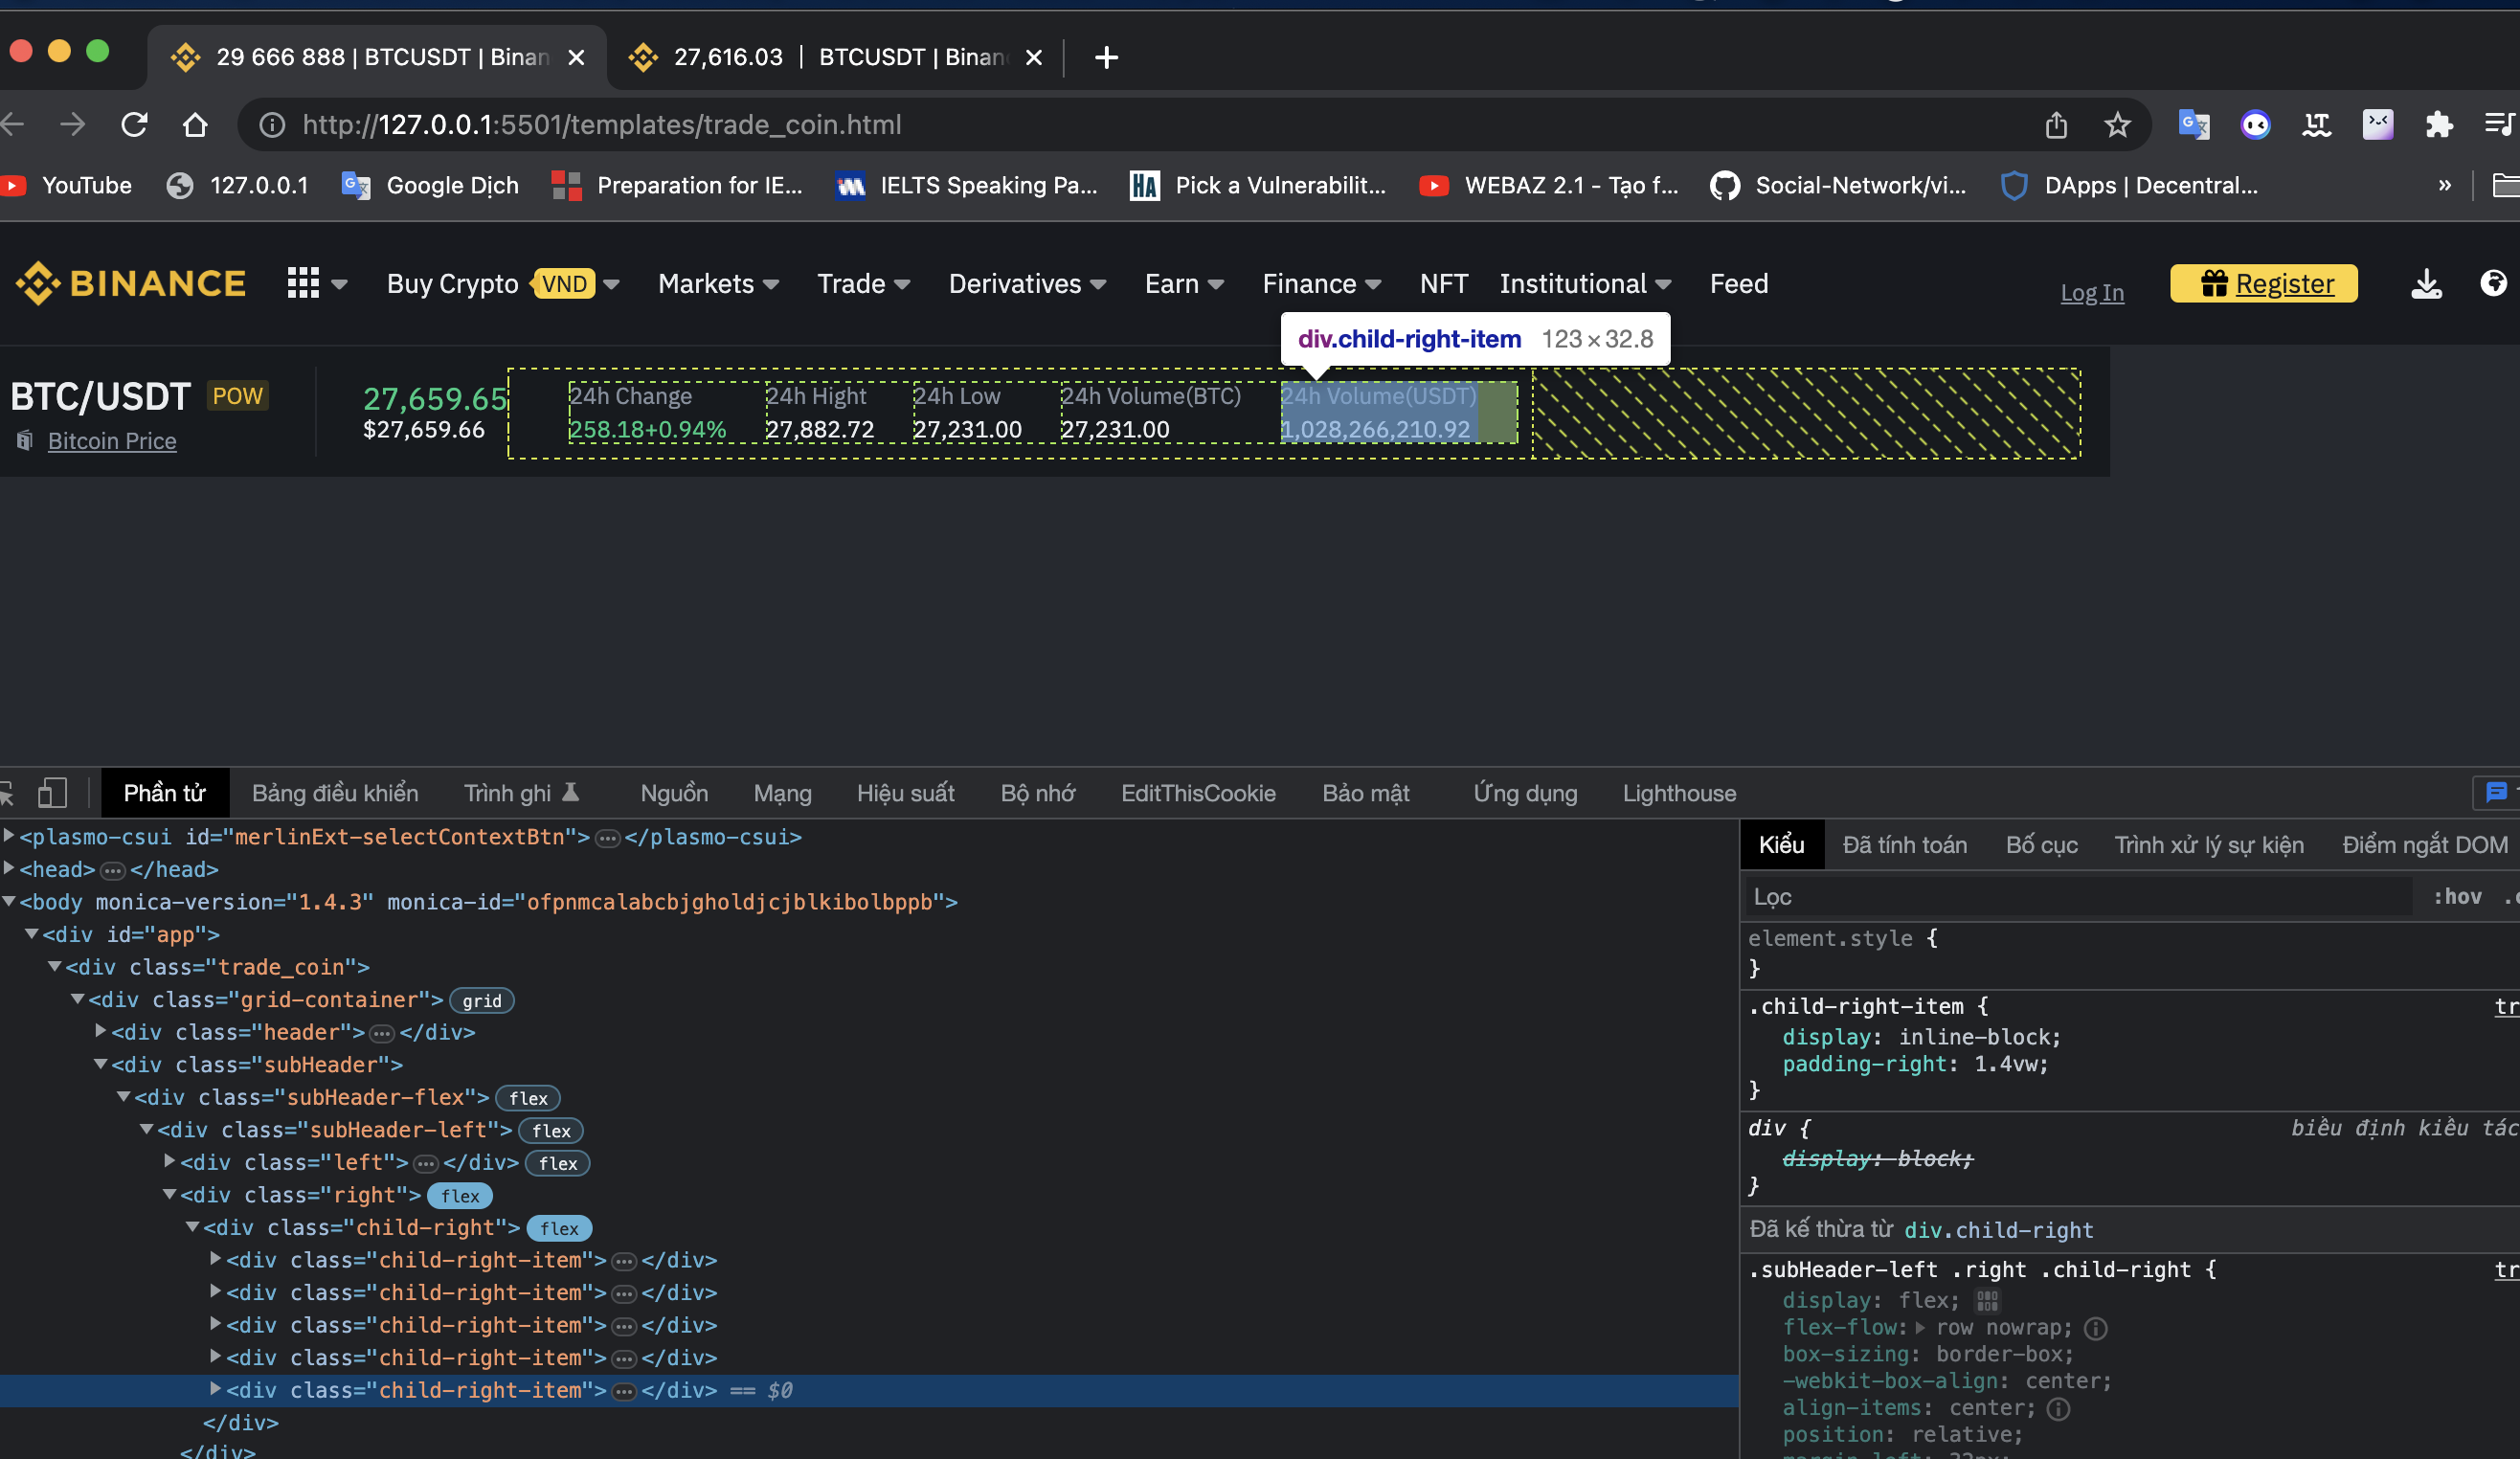 29 666 888 | BTCUSDT | Binan
27,616.03 | BTCUSDT | Binan
http://127.0.0.1:5501/templates/trade_coin.html
YouTube
127.0.0.1
Google Dịch
Preparation for IE...
IELTS Speaking Pa...
HA
Pick a Vulnerabilit...
WEBAZ 2.1 - Tạo f...
Social-Network/vi...
DApps | Decentral...
»
BINANCE
Buy Crypto VND
Markets
Trade
Derivatives
Earn
Finance
NFT
Institutional
Feed
Log In
Register
div.child-right-item 123 × 32.8
BTC/USDT POW
Bitcoin Price
27,659.65
$27,659.66
24h Change
258.18+0.94%
24h Hight
27,882.72
24h Low
27,231.00
24h Volume(BTC)
27,231.00
24h Volume(USDT)
1,028,266,210.92
Phần tử
Bảng điều khiển
Trình ghi
Nguồn
Mạng
Hiệu suất
Bộ nhớ
EditThisCookie
Bảo mật
Ứng dụng
Lighthouse
<plasmo-csui id="merlinExt-selectContextBtn">…</plasmo-csui>
<head>…</head>
<body monica-version="1.4.3" monica-id="ofpnmcalabcbjgholdjcjblkibolbppb">
<div id="app">
<div class="trade_coin">
<div class="grid-container"> grid
<div class="header">…</div>
<div class="subHeader">
<div class="subHeader-flex"> flex
<div class="subHeader-left"> flex
<div class="left">…</div> flex
<div class="right"> flex
<div class="child-right"> flex
<div class="child-right-item">…</div>
<div class="child-right-item">…</div>
<div class="child-right-item">…</div>
<div class="child-right-item">…</div>
<div class="child-right-item">…</div> == $0
</div>
</div>
Kiểu
Đã tính toán
Bố cục
Trình xử lý sự kiện
Điểm ngắt DOM
Lọc
:hov
element.style {
}
.child-right-item {
tr
display: inline-block;
padding-right: 1.4vw;
}
div {
biểu định kiểu tác
display: block;
}
Đã kế thừa từ div.child-right
.subHeader-left .right .child-right {
tr
display: flex;
flex-flow: row nowrap;
box-sizing: border-box;
-webkit-box-align: center;
align-items: center;
position: relative;